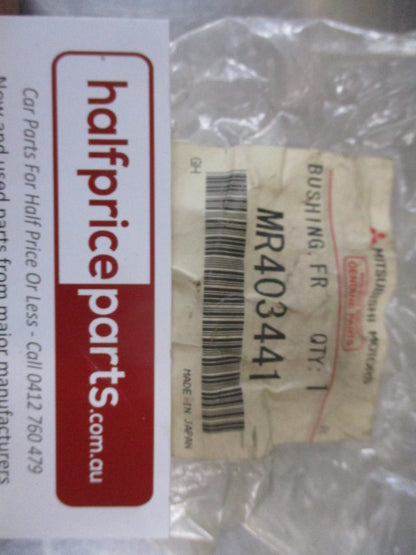 halfpriceparts.com.au
Car Parts For Half Price Or Less - Call 0412 760 479
New and used parts from major manufacturers
MITSUBISHI MOTORS
GENUINE PARTS
BUSHING, FR QTY: 1
MR403441
GH
MADE IN JAPAN